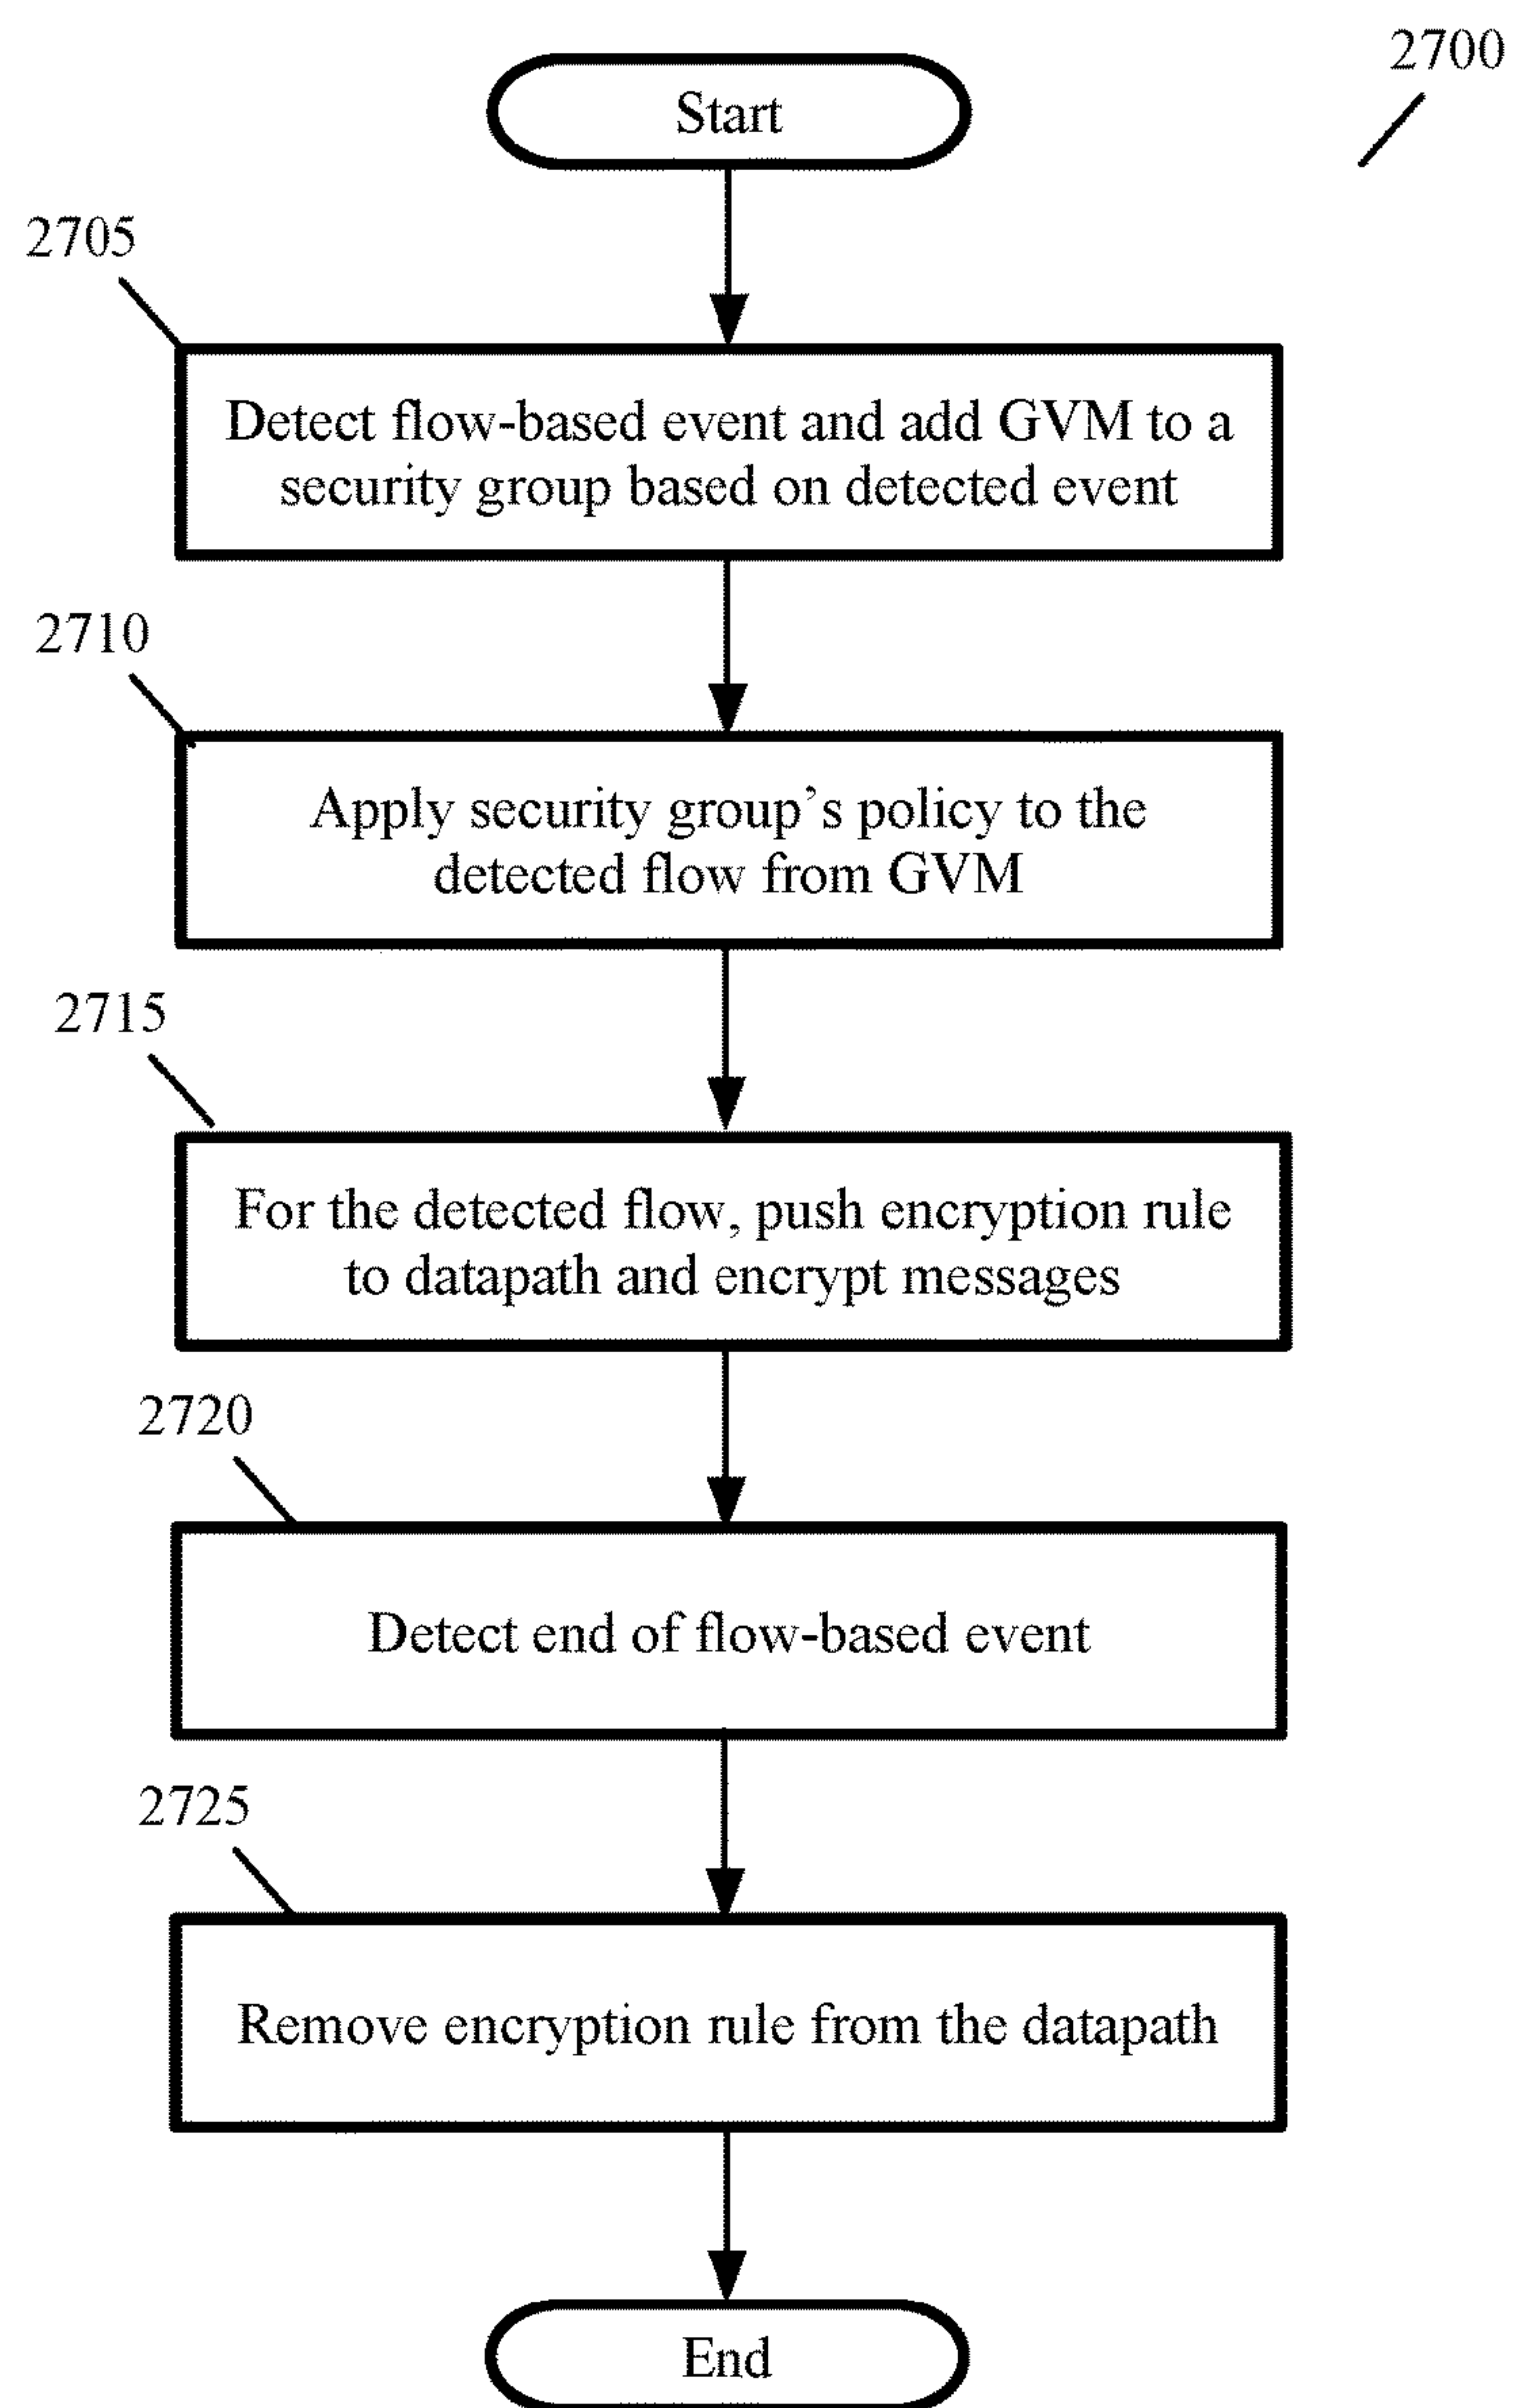 2700
Start
2705
Detect flow-based event and add GVM to a
security group based on detected event
2710
Apply security group’s policy to the
detected flow from GVM
2715
For the detected flow, push encryption rule
to datapath and encrypt messages
2720
Detect end of flow-based event
2725
Remove encryption rule from the datapath
End